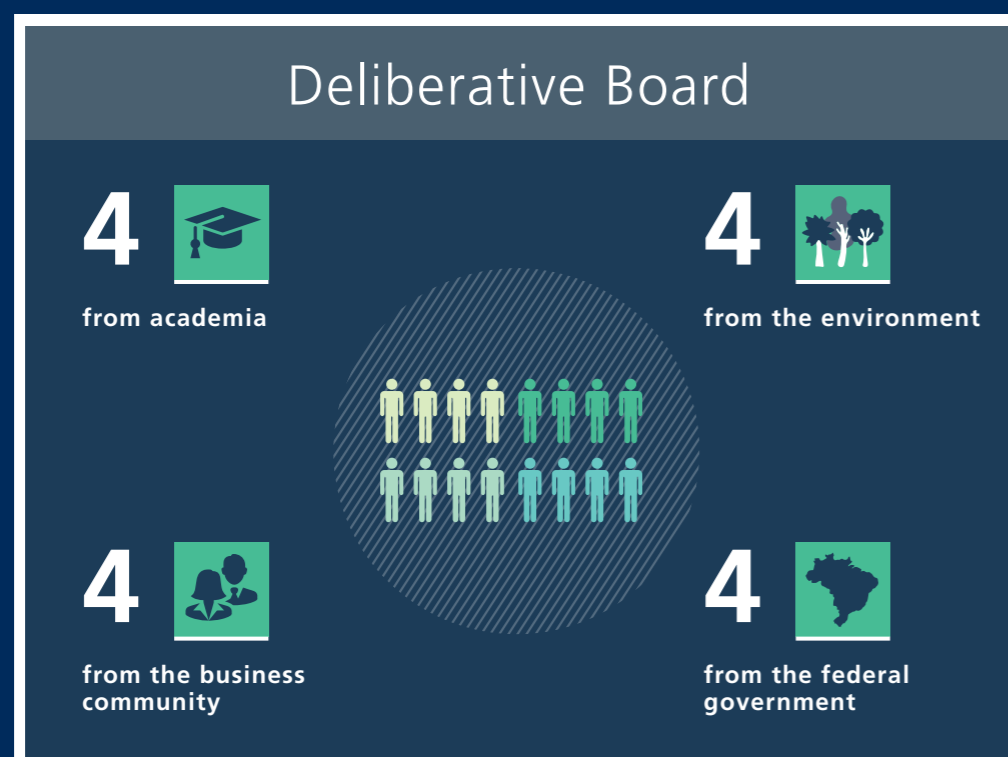 Deliberative Board
4
from academia
4
from the environment
4
from the business
community
4
from the federal
government